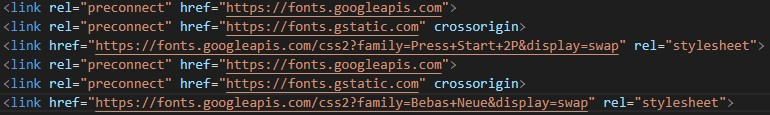 <link rel="preconnect" href="https://fonts.googleapis.com">
<link rel="preconnect" href="https://fonts.gstatic.com" crossorigin>
<link href="https://fonts.googleapis.com/css2?family=Press+Start+2P&display=swap" rel="stylesheet">
<link rel="preconnect" href="https://fonts.googleapis.com">
<link rel="preconnect" href="https://fonts.gstatic.com" crossorigin>
<link href="https://fonts.googleapis.com/css2?family=Bebas+Neue&display=swap" rel="stylesheet">